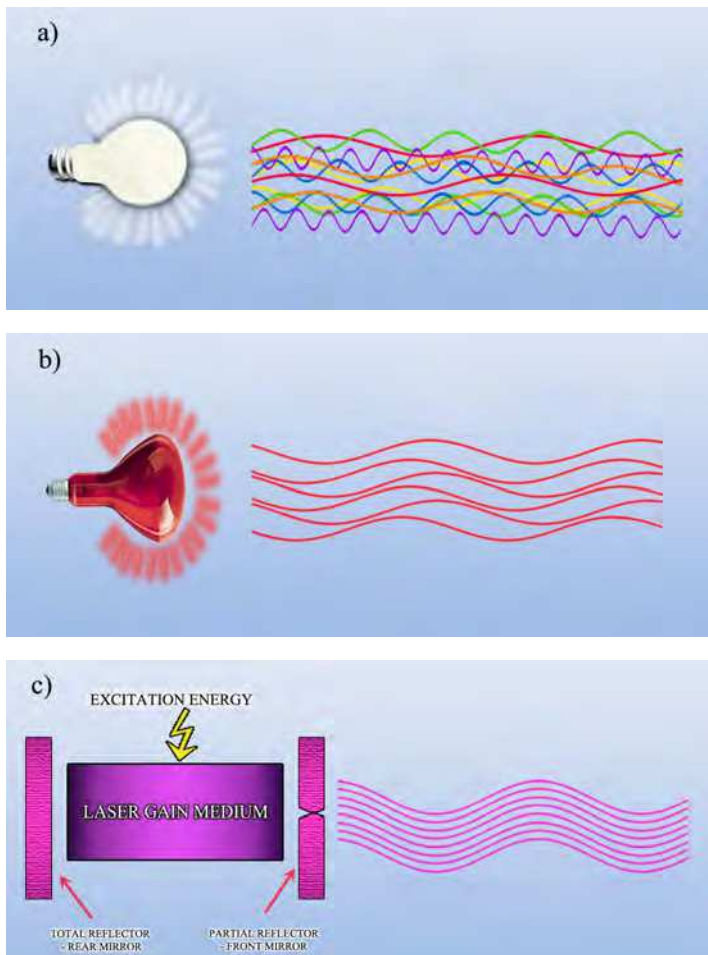 a)
b)
c)
EXCITATION ENERGY
LASER GAIN MEDIUM
TOTAL REFLECTOR
- REAR MIRROR
PARTIAL REFLECTOR
- FRONT MIRROR